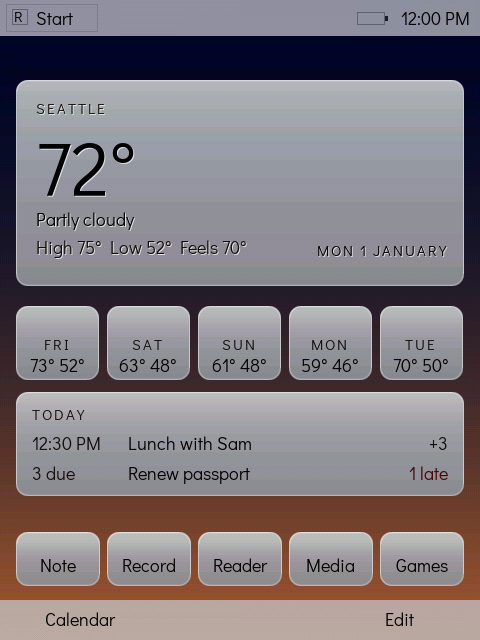 R Start 12:00 PM
SEATTLE
72°
Partly cloudy
High 75° Low 52° Feels 70°
MON 1 JANUARY
FRI SAT SUN MON TUE
73° 52° 63° 48° 61° 48° 59° 46° 70° 50°
TODAY
12:30 PM Lunch with Sam +3
3 due Renew passport 1 late
Note Record Reader Media Games
Calendar Edit